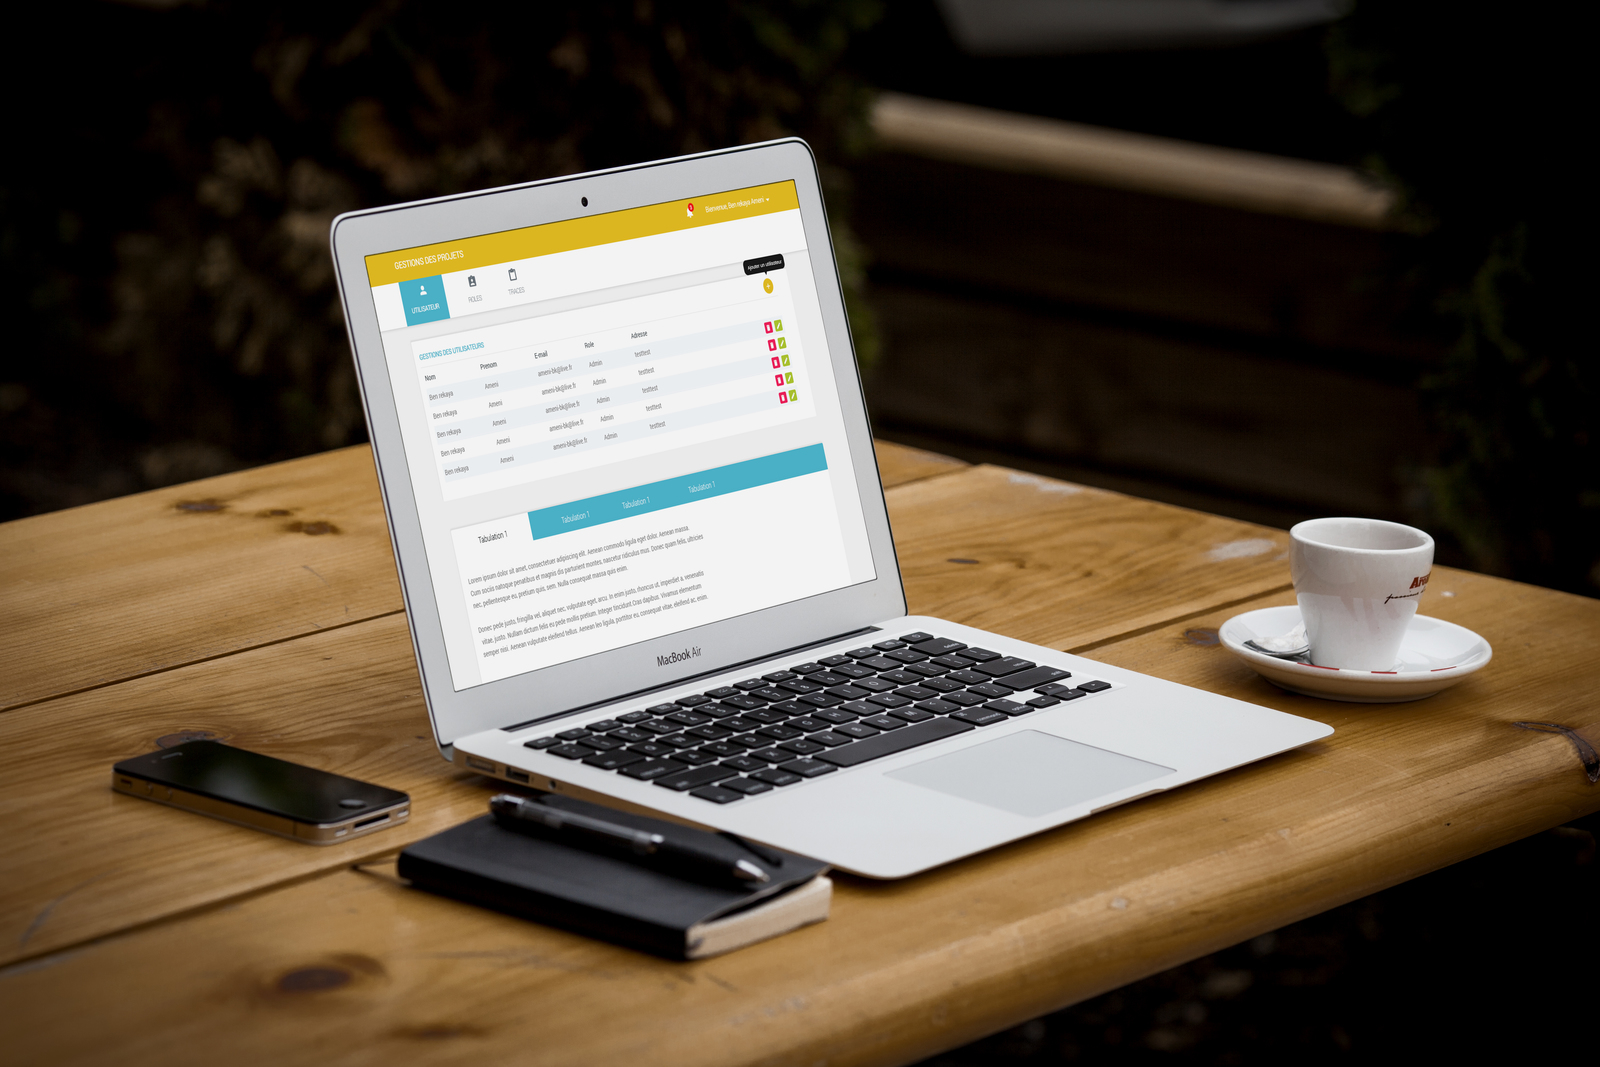 1
Bienvenue, Ben rekaya Ameni
GESTIONS DES PROJETS
UTILISATEUR
ROLES
TRACES
Ajouter un utilisateur
+
GESTIONS DES UTILISATEURS
Nom Prenom E-mail Role Adresse
Ben rekaya Ameni ameni-bk@live.fr Admin testtest
Ben rekaya Ameni ameni-bk@live.fr Admin testtest
Ben rekaya Ameni ameni-bk@live.fr Admin testtest
Ben rekaya Ameni ameni-bk@live.fr Admin testtest
Ben rekaya Ameni ameni-bk@live.fr Admin testtest
Tabulation 1 Tabulation 1 Tabulation 1 Tabulation 1
Lorem ipsum dolor sit amet, consectetuer adipiscing elit. Aenean commodo ligula eget dolor. Aenean massa.
Cum sociis natoque penatibus et magnis dis parturient montes, nascetur ridiculus mus. Donec quam felis, ultricies
nec, pellentesque eu, pretium quis, sem. Nulla consequat massa quis enim.
Donec pede justo, fringilla vel, aliquet nec, vulputate eget, arcu. In enim justo, rhoncus ut, imperdiet a, venenatis
vitae, justo. Nullam dictum felis eu pede mollis pretium. Integer tincidunt.Cras dapibus. Vivamus elementum
semper nisi. Aenean vulputate eleifend tellus. Aenean leo ligula, porttitor eu, consequat vitae, eleifend ac, enim.
MacBook Air